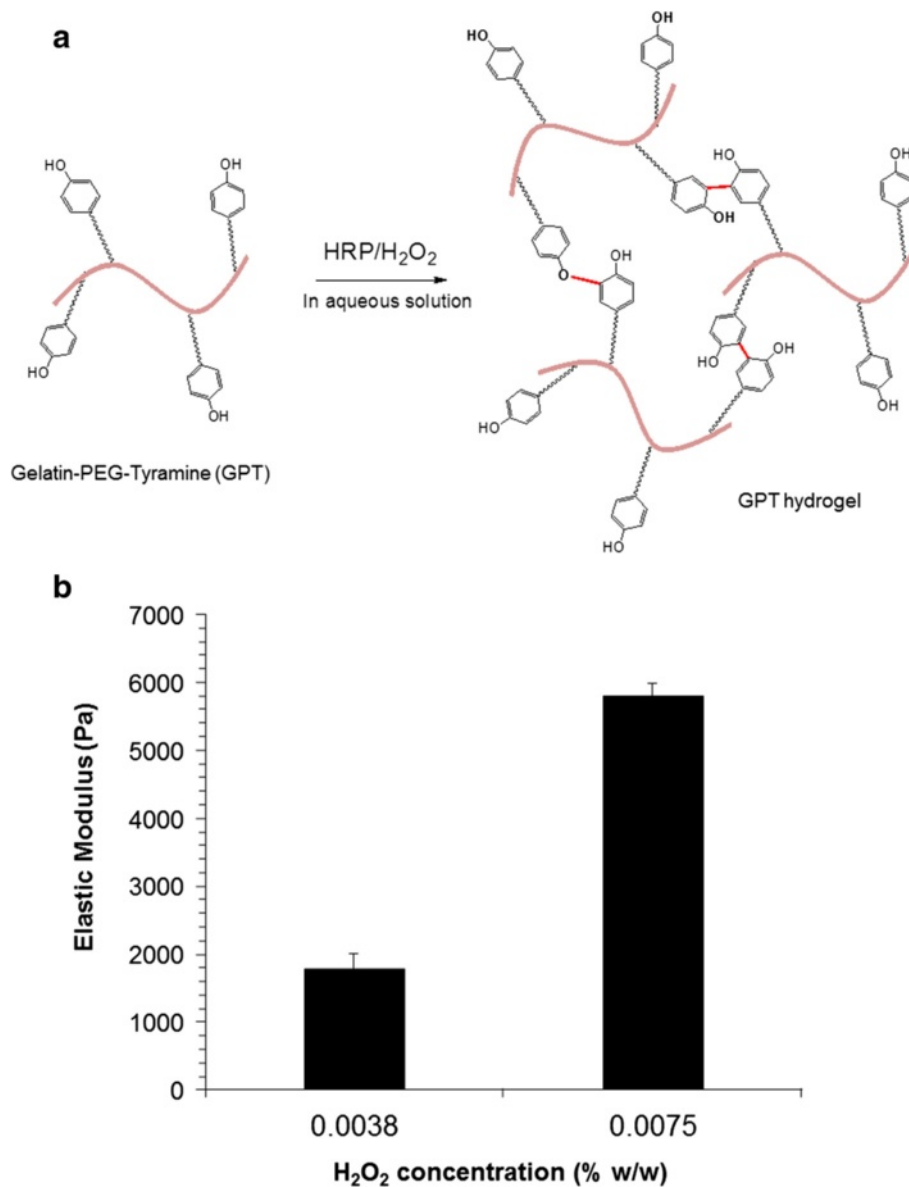 a
HO
HO
HO
HO
OH
HRP/H₂O₂
In aqueous solution
Gelatin-PEG-Tyramine (GPT)
HO
OH
HO
OH
OH
O
OH
HO
OH
HO
OH
HO
GPT hydrogel
b
7000
6000
5000
4000
3000
2000
1000
0
Elastic Modulus (Pa)
0.0038
0.0075
H₂O₂ concentration (% w/w)